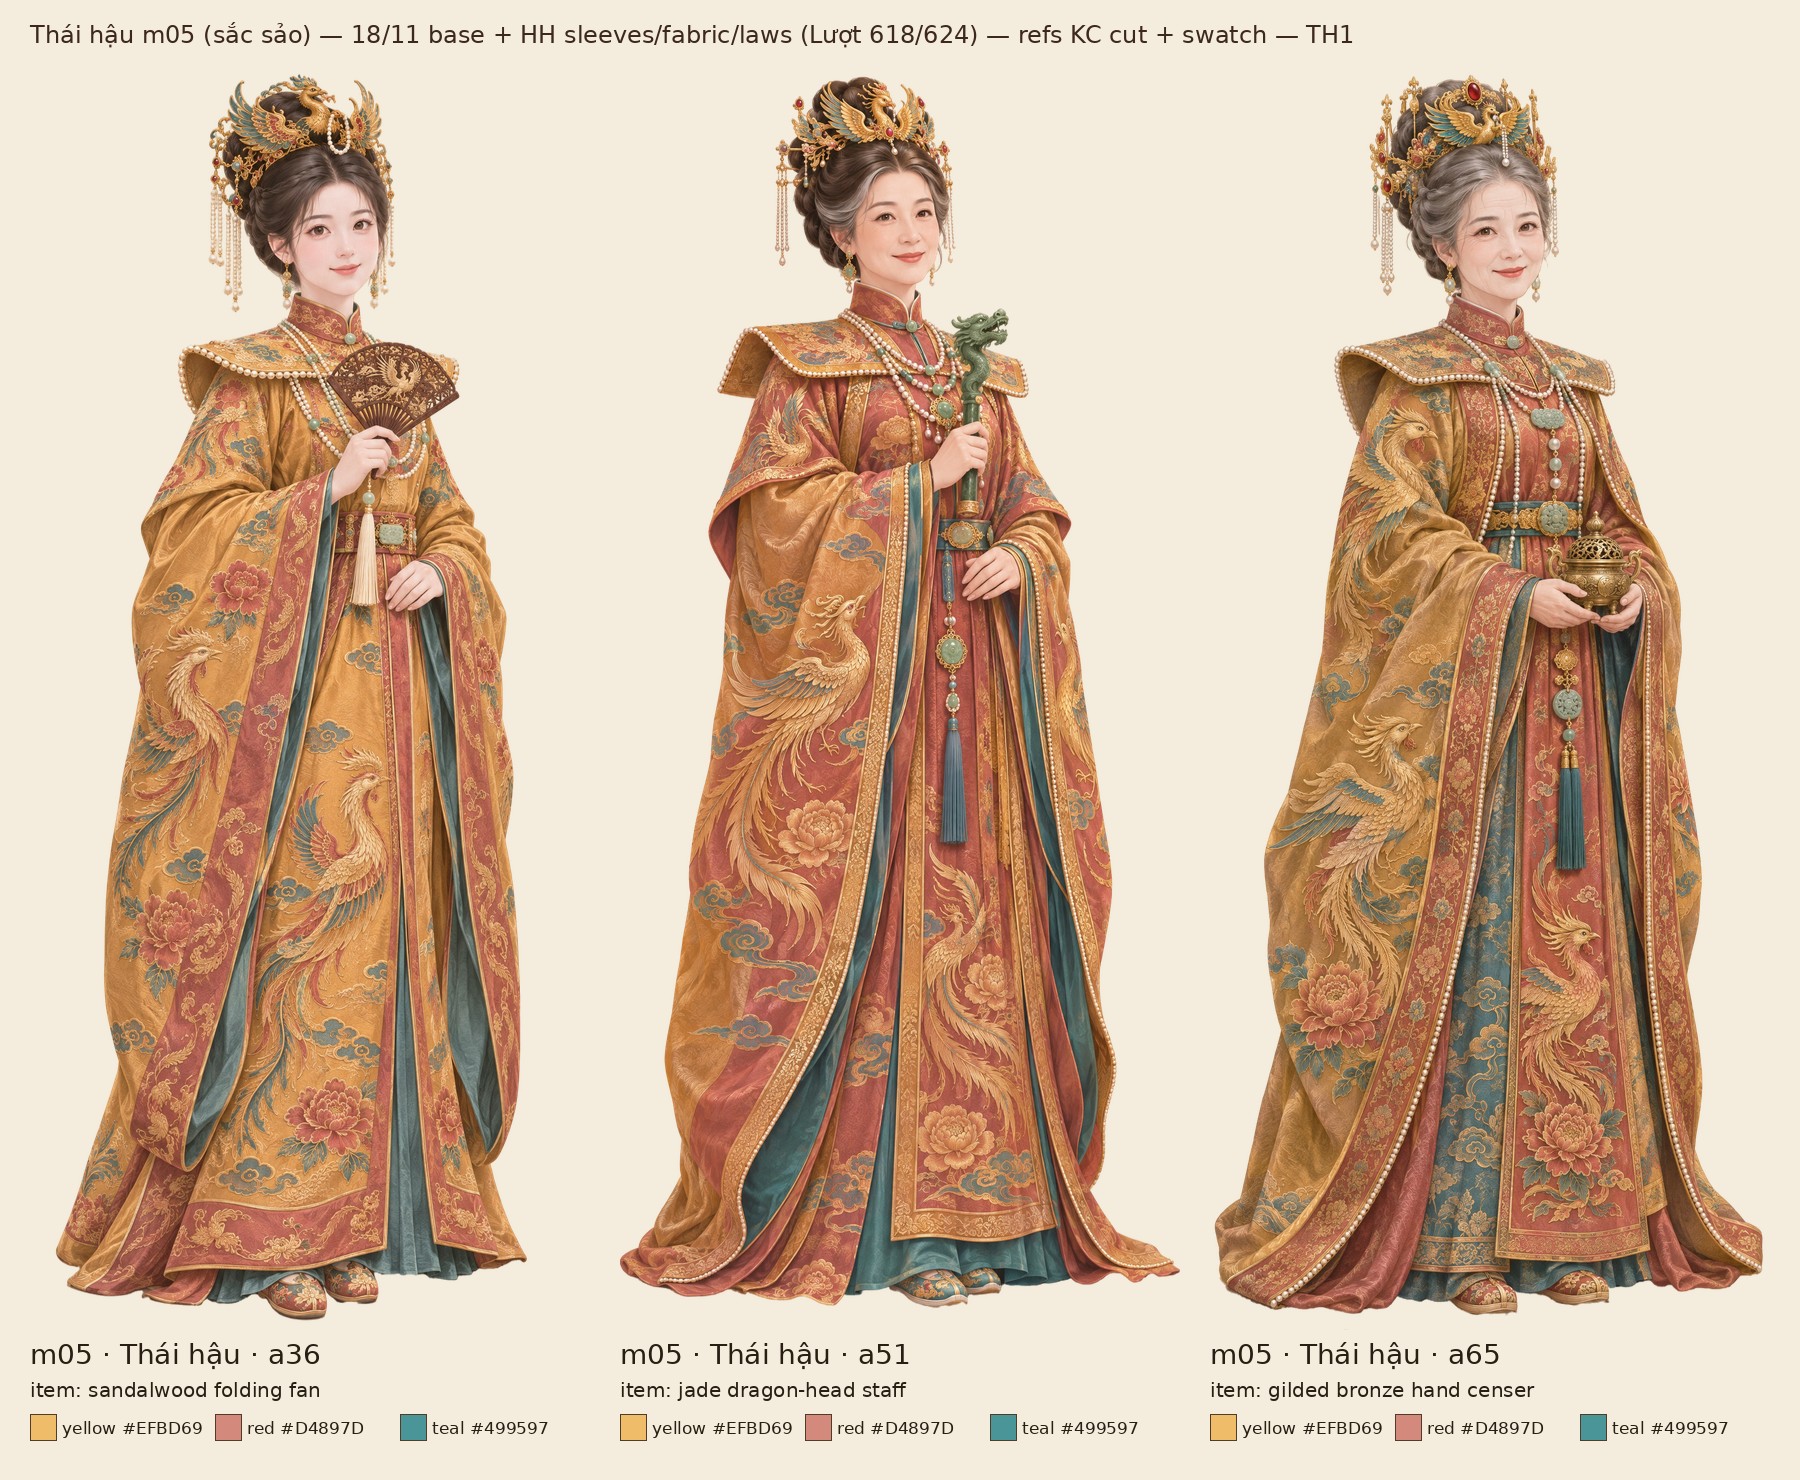 Thái hậu m05 (sắc sảo) — 18/11 base + HH sleeves/fabric/laws (Lượt 618/624) — refs KC cut + swatch — TH1
m05 · Thái hậu · a36
item: sandalwood folding fan
yellow #EFBD69 red #D4897D teal #499597
m05 · Thái hậu · a51
item: jade dragon-head staff
yellow #EFBD69 red #D4897D teal #499597
m05 · Thái hậu · a65
item: gilded bronze hand censer
yellow #EFBD69 red #D4897D teal #499597